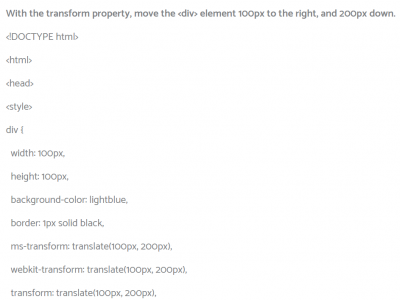 With the transform property, move the <div> element 100px to the right, and 200px down.
<!DOCTYPE html>
<html>
<head>
<style>
div {
width: 100px,
height: 100px,
background-color: lightblue,
border: 1px solid black,
ms-transform: translate(100px, 200px),
webkit-transform: translate(100px, 200px),
transform: translate(100px, 200px),